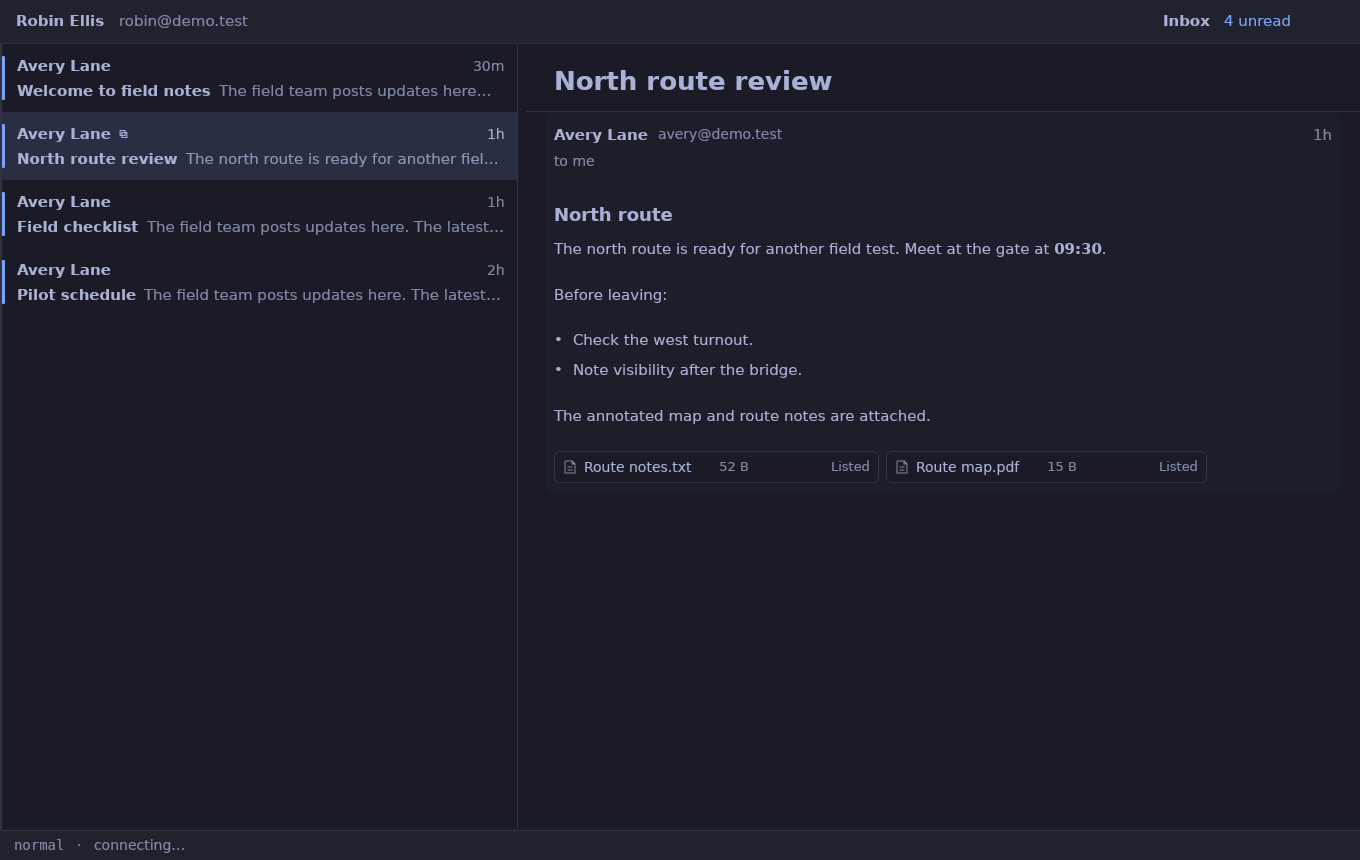 Robin Ellis robin@demo.test Inbox 4 unread
Avery Lane 30m
Welcome to field notes The field team posts updates here…
Avery Lane 1h
North route review The north route is ready for another fiel…
Avery Lane 1h
Field checklist The field team posts updates here. The latest…
Avery Lane 2h
Pilot schedule The field team posts updates here. The latest…
North route review
Avery Lane avery@demo.test 1h
to me
North route
The north route is ready for another field test. Meet at the gate at 09:30.
Before leaving:
• Check the west turnout.
• Note visibility after the bridge.
The annotated map and route notes are attached.
Route notes.txt 52 B Listed Route map.pdf 15 B Listed
normal · connecting…